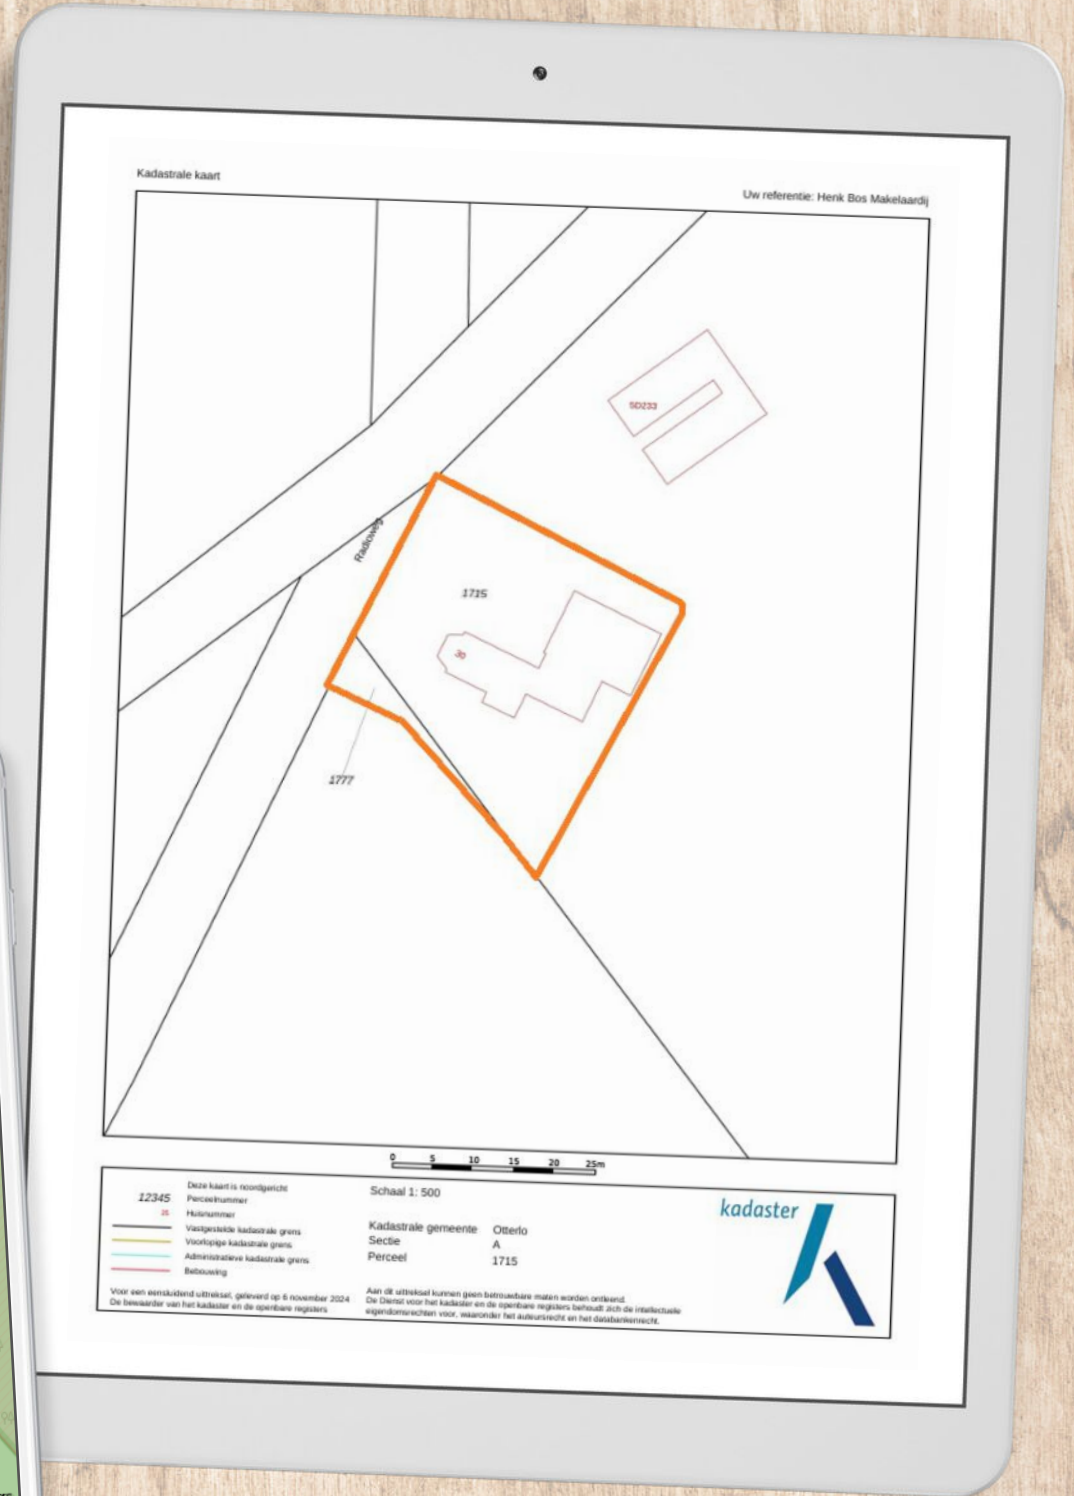 Kadastrale kaart
Uw referentie: Henk Bos Makelaardij
SD233
Radioweg
1715
30
1777
0 5 10 15 20 25m
Deze kaart is noordgericht
12345 Perceelnummer
25 Huisnummer
Vastgestelde kadastrale grens
Voorlopige kadastrale grens
Administratieve kadastrale grens
Bebouwing
Schaal 1: 500
Kadastrale gemeente Otterlo
Sectie A
Perceel 1715
kadaster
Voor een eensluidend uittreksel, geleverd op 6 november 2024
De bewaarder van het kadaster en de openbare registers
Aan dit uittreksel kunnen geen betrouwbare maten worden ontleend.
De Dienst voor het kadaster en de openbare registers behoudt zich de intellectuele
eigendomsrechten voor, waaronder het auteursrecht en het databankenrecht.